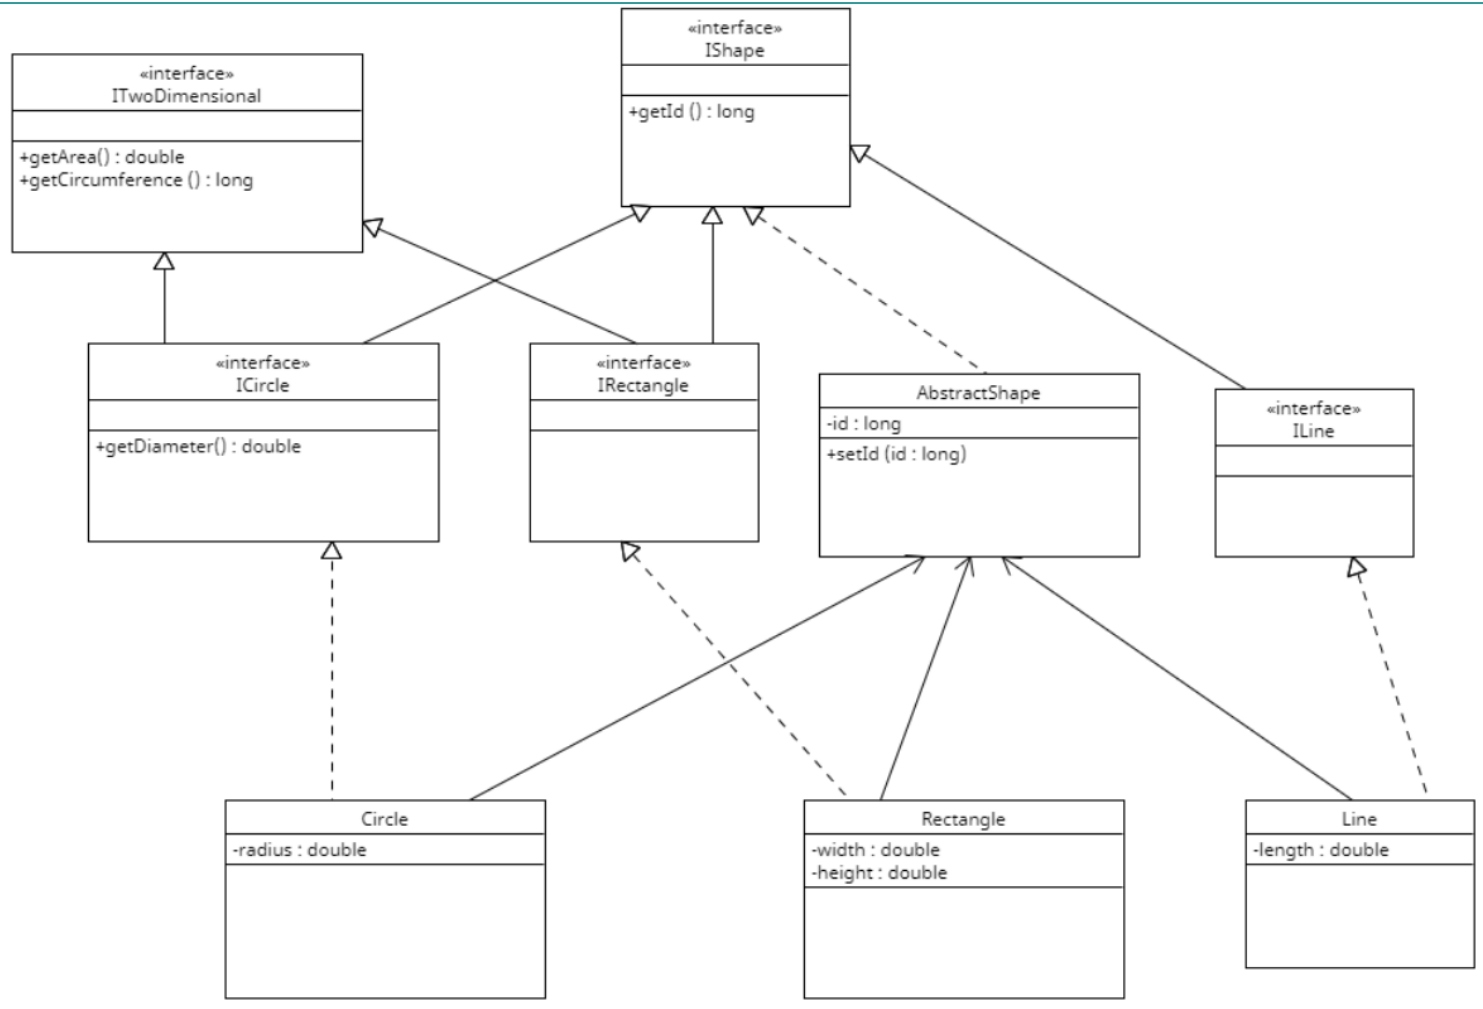 «interface»
IShape
+getId () : long
«interface»
ITwoDimensional
+getArea() : double
+getCircumference () : long
«interface»
ICircle
+getDiameter() : double
«interface»
IRectangle
AbstractShape
-id : long
+setId (id : long)
«interface»
ILine
Circle
-radius : double
Rectangle
-width : double
-height : double
Line
-length : double